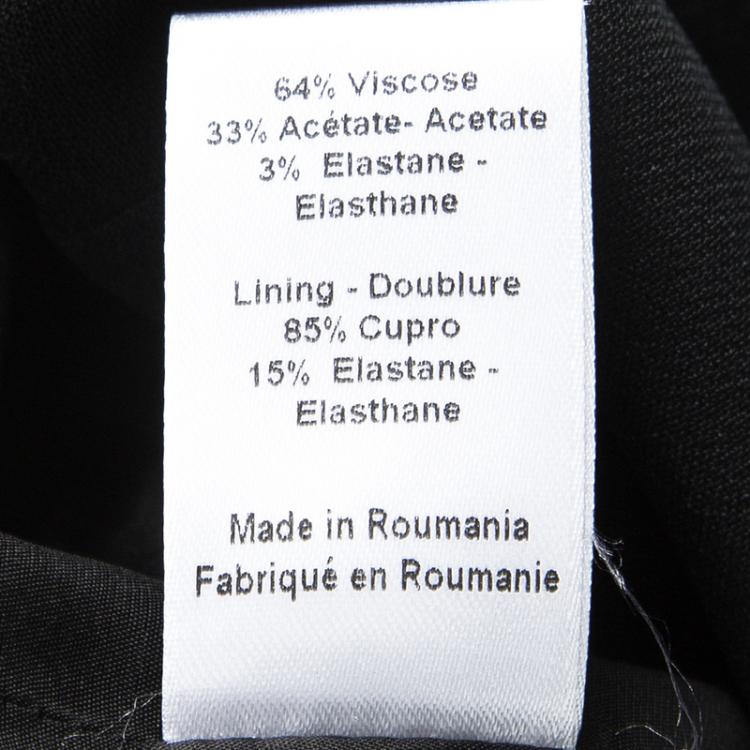 64% Viscose
33% Acétate- Acetate
3% Elastane -
Elasthane
Lining - Doublure
85% Cupro
15% Elastane -
Elasthane
Made in Roumania
Fabriqué en Roumanie